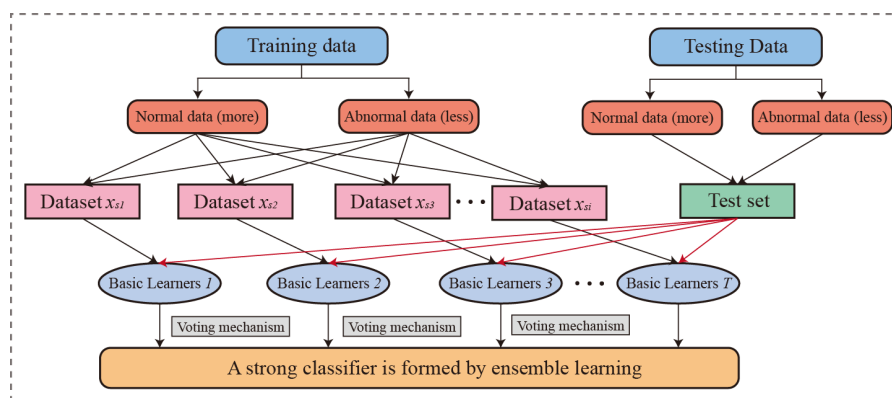 Training data
Testing Data
Normal data (more)
Abnormal data (less)
Normal data (more)
Abnormal data (less)
Dataset xs1
Dataset xs2
Dataset xs3
Dataset xsi
Test set
Basic Learners 1
Basic Learners 2
Basic Learners 3
Basic Learners T
Voting mechanism
Voting mechanism
Voting mechanism
A strong classifier is formed by ensemble learning